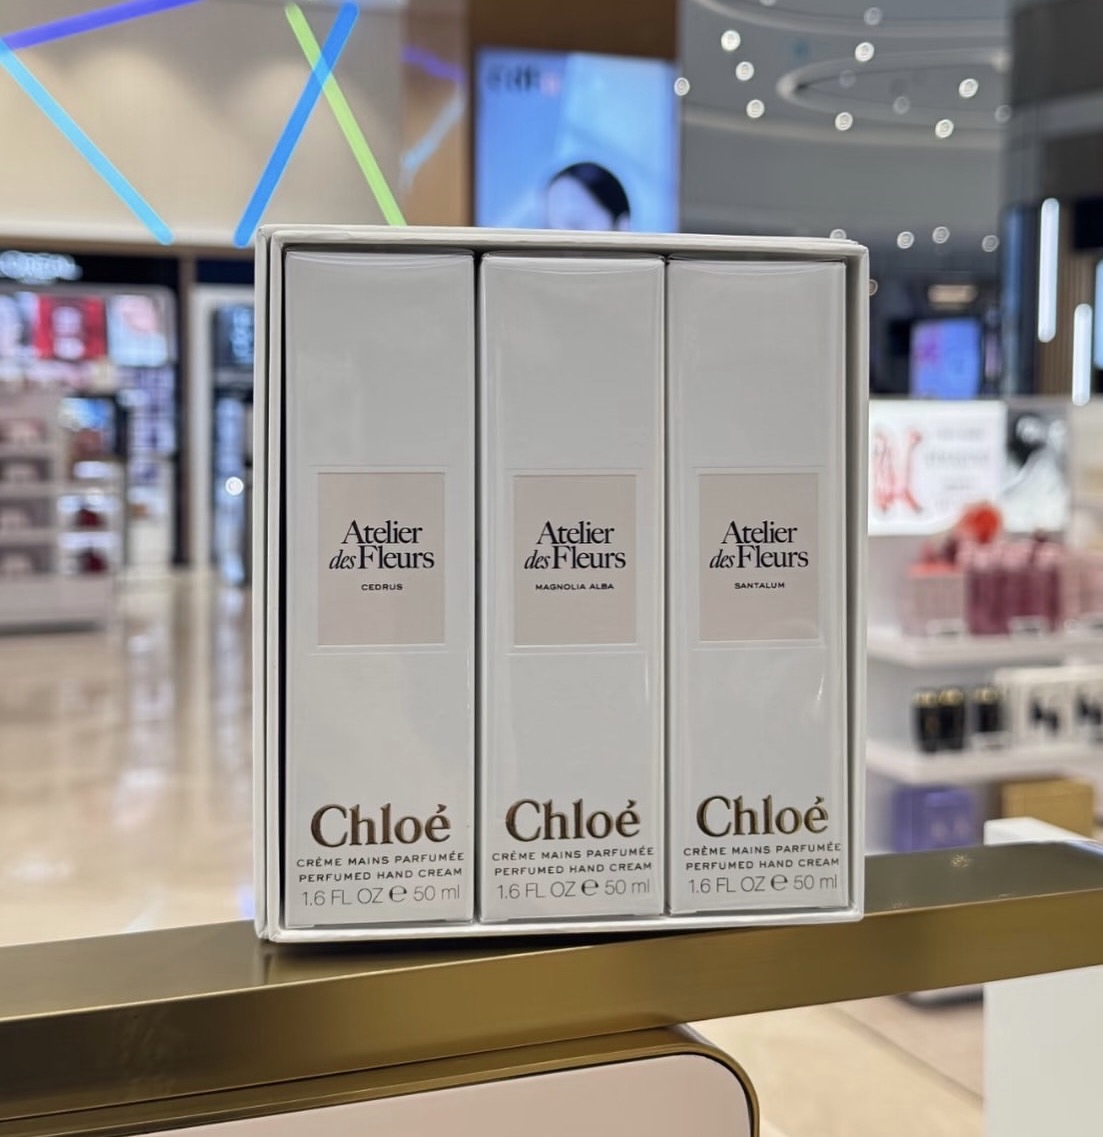 Atelier
des Fleurs
CEDRUS
Chloé
CRÈME MAINS PARFUMÉE
PERFUMED HAND CREAM
1.6 FL OZ ℮ 50 ml
Atelier
des Fleurs
MAGNOLIA ALBA
Chloé
CRÈME MAINS PARFUMÉE
PERFUMED HAND CREAM
1.6 FL OZ ℮ 50 ml
Atelier
des Fleurs
SANTALUM
Chloé
CRÈME MAINS PARFUMÉE
PERFUMED HAND CREAM
1.6 FL OZ ℮ 50 ml